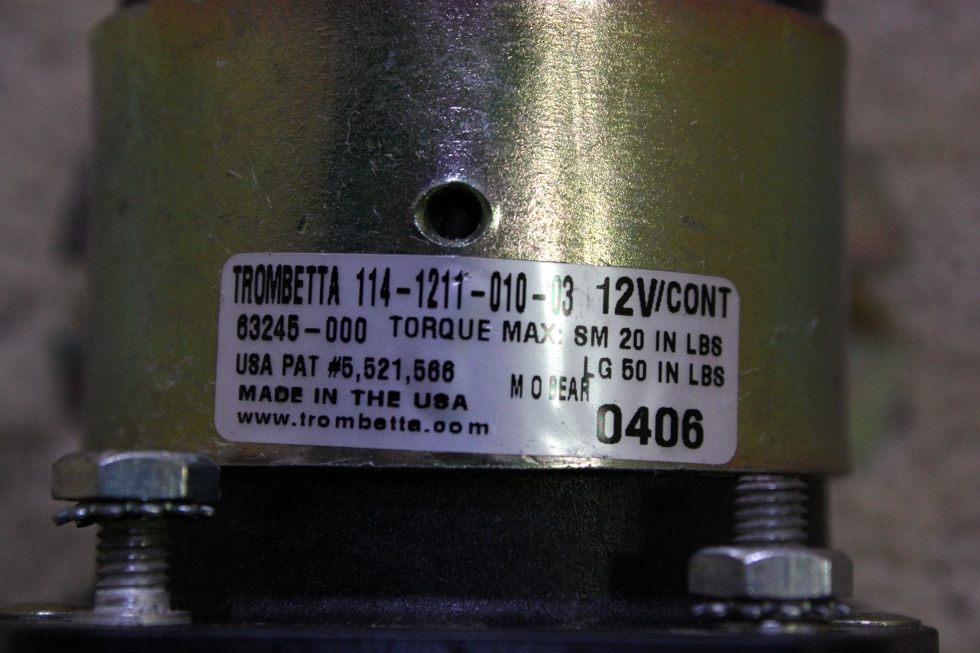 TROMBETTA 114-1211-010-03 12V/CONT
63245-000 TORQUE MAX: SM 20 IN LBS
USA PAT #5,521,566 LG 50 IN LBS
MADE IN THE USA M O BEAR
www.trombetta.com 0406